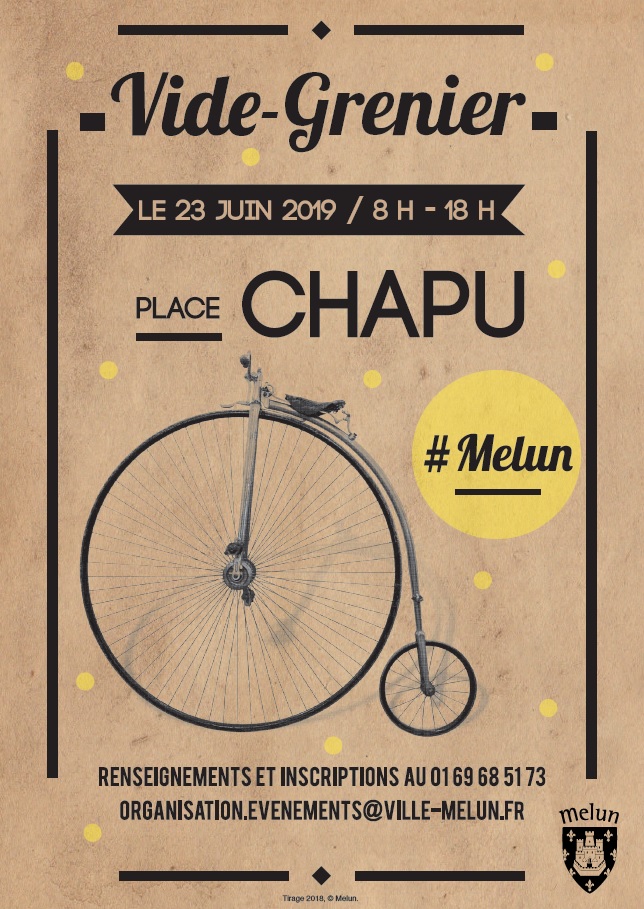 Vide-Grenier
LE 23 JUIN 2019 / 8 H - 18 H
PLACE CHAPU
# Melun
RENSEIGNEMENTS ET INSCRIPTIONS AU 01 69 68 51 73
ORGANISATION.EVENEMENTS@VILLE-MELUN.FR
melun
Tirage 2018, © Melun.